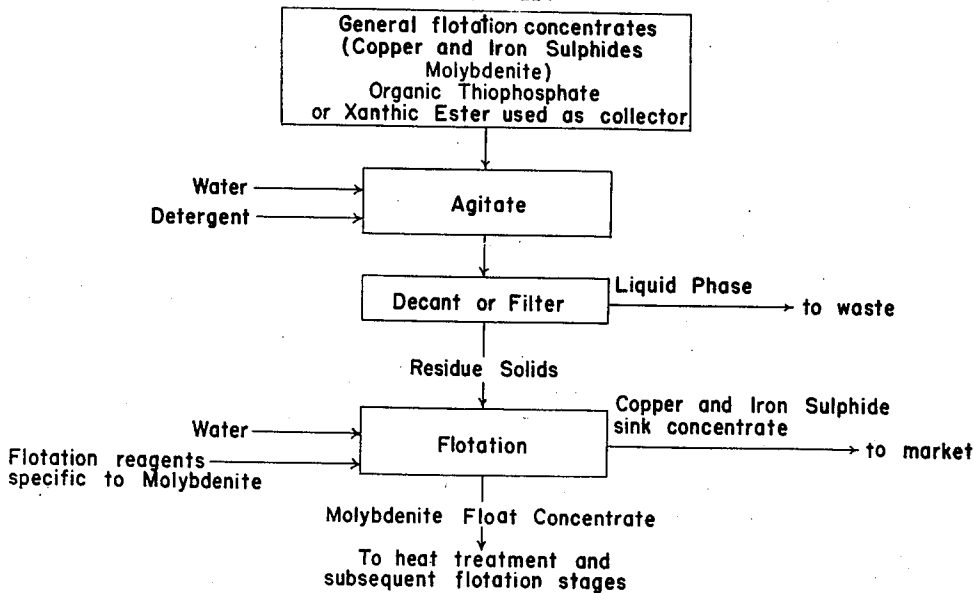 General flotation concentrates
(Copper and Iron Sulphides
Molybdenite)
Organic Thiophosphate
or Xanthic Ester used as collector
Water
Detergent
Agitate
Decant or Filter
Liquid Phase
to waste
Residue Solids
Water
Flotation reagents
specific to Molybdenite
Flotation
Copper and Iron Sulphide
sink concentrate
to market
Molybdenite Float Concentrate
To heat treatment and
subsequent flotation stages